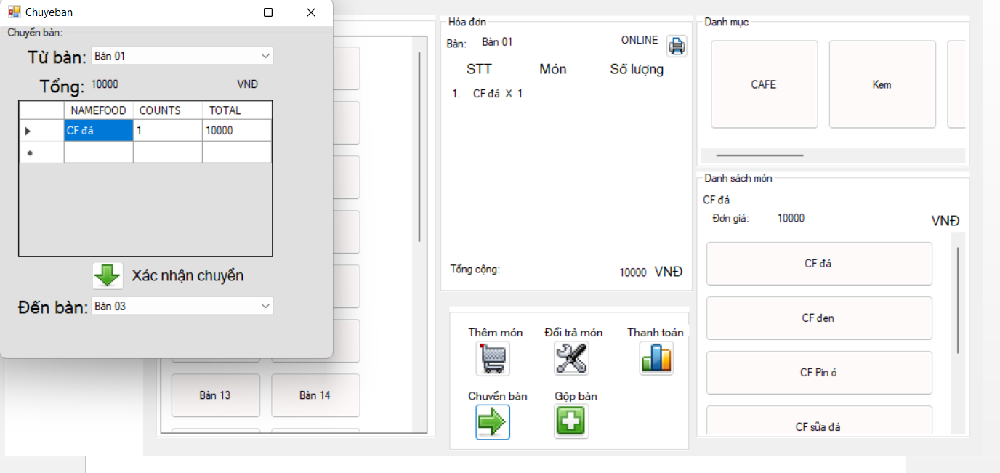 Chuyeban
Chuyển bàn:
Từ bàn: Bàn 01
Tổng: 10000 VNĐ
NAMEFOOD COUNTS TOTAL
CF đá 1 10000
Xác nhận chuyển
Đến bàn: Bàn 03
Bàn 13 Bàn 14
Hóa đơn
Bàn: Bàn 01 ONLINE
STT Món Số lượng
1. CF đá X 1
Tổng cộng: 10000 VNĐ
Thêm món Đổi trả món Thanh toán
Chuyển bàn Gộp bàn
Danh mục
CAFE Kem
Danh sách món
CF đá
Đơn giá: 10000 VNĐ
CF đá
CF đen
CF Pin ó
CF sữa đá